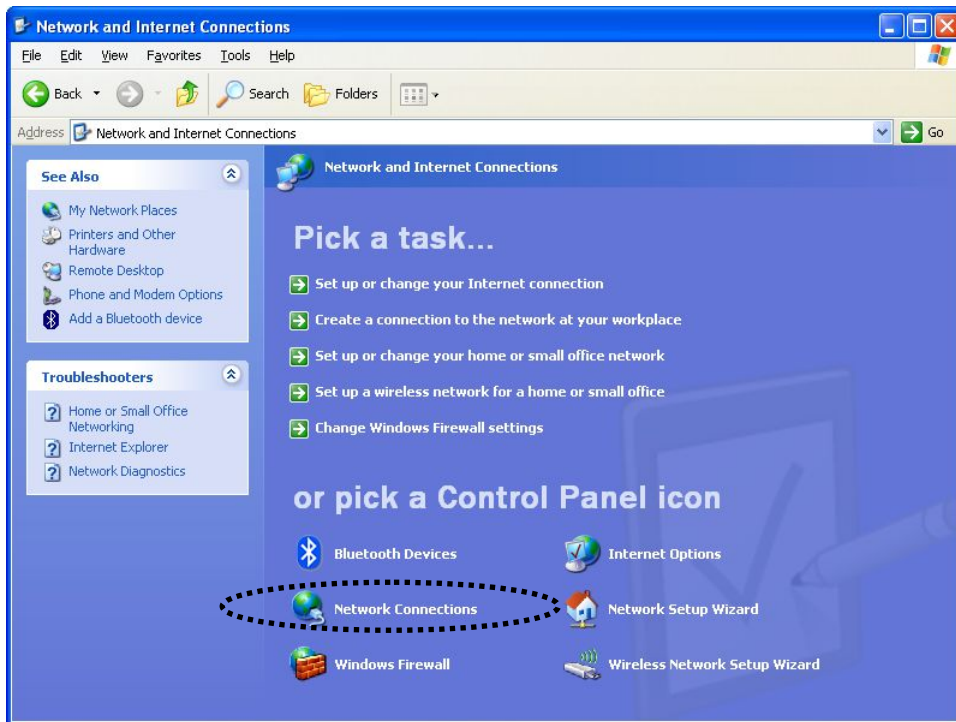 Network and Internet Connections
File Edit View Favorites Tools Help
Back Search Folders
Address Network and Internet Connections Go
See Also
My Network Places
Printers and Other
Hardware
Remote Desktop
Phone and Modem Options
Add a Bluetooth device
Troubleshooters
Home or Small Office
Networking
Internet Explorer
Network Diagnostics
Network and Internet Connections
Pick a task...
Set up or change your Internet connection
Create a connection to the network at your workplace
Set up or change your home or small office network
Set up a wireless network for a home or small office
Change Windows Firewall settings
or pick a Control Panel icon
Bluetooth Devices Internet Options
Network Connections Network Setup Wizard
Windows Firewall Wireless Network Setup Wizard